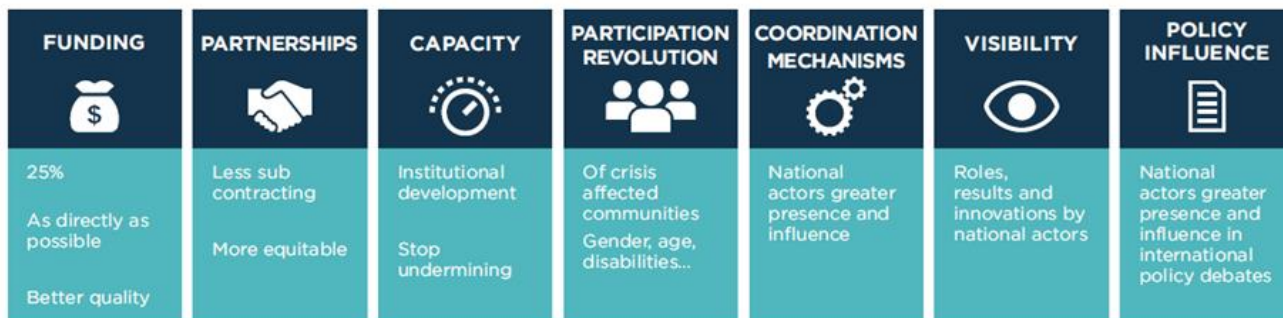 FUNDING
$
25%
As directly as
possible
Better quality
PARTNERSHIPS
Less sub
contracting
More equitable
CAPACITY
Institutional
development
Stop
undermining
PARTICIPATION
REVOLUTION
Of crisis
affected
communities
Gender, age,
disabilities...
COORDINATION
MECHANISMS
National
actors greater
presence and
influence
VISIBILITY
Roles,
results and
innovations by
national actors
POLICY
INFLUENCE
National
actors greater
presence and
influence in
international
policy debates